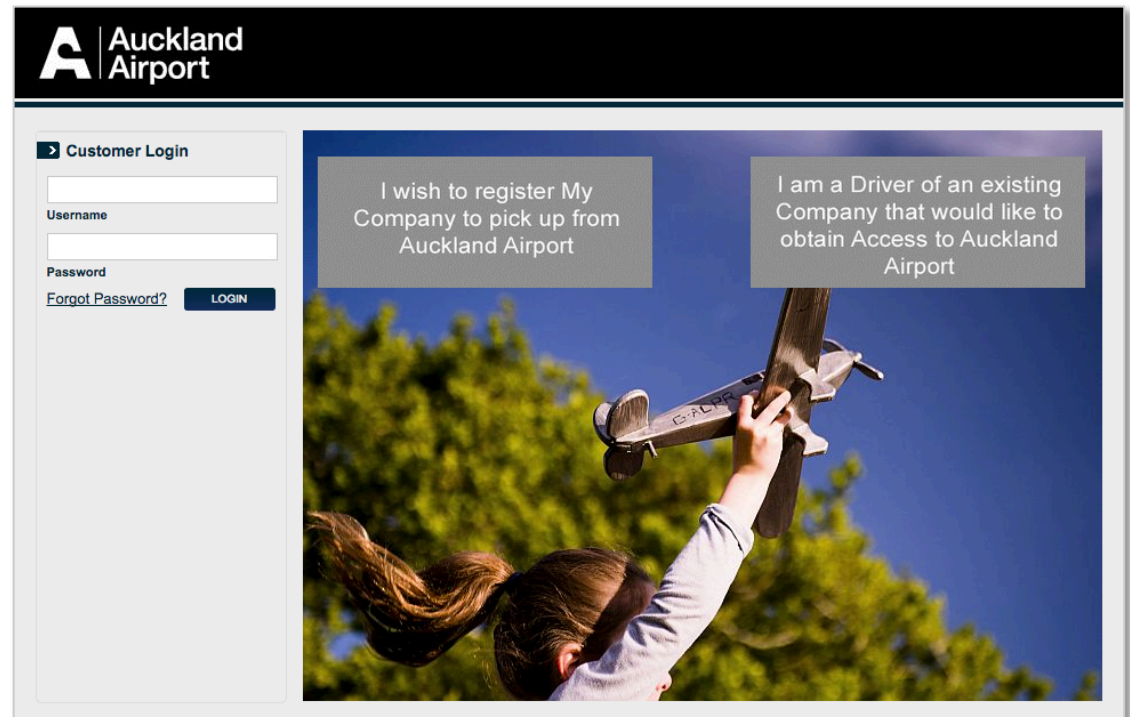 Auckland
Airport
Customer Login
Username
Password
Forgot Password?
LOGIN
I wish to register My
Company to pick up from
Auckland Airport
I am a Driver of an existing
Company that would like to
obtain Access to Auckland
Airport
G-ALPR